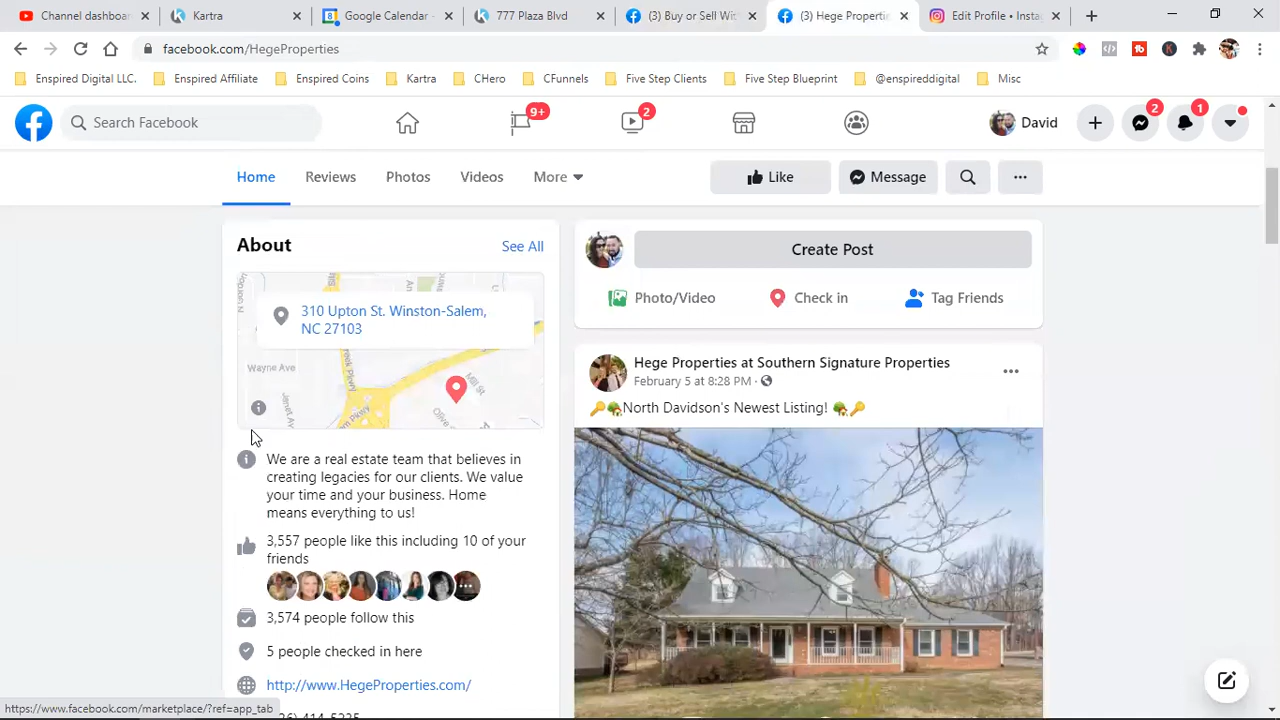 Channel dashboard
Kartra
Google Calendar -
777 Plaza Blvd
(3) Buy or Sell Wit
(3) Hege Properti
Edit Profile • Inst
facebook.com/HegeProperties
Enspired Digital LLC.
Enspired Affiliate
Enspired Coins
Kartra
CHero
CFunnels
Five Step Clients
Five Step Blueprint
@enspireddigital
Misc
Search Facebook
9+
2
David
2
1
Home
Reviews
Photos
Videos
More
Like
Message
About
See All
310 Upton St. Winston-Salem,
NC 27103
Wayne Ave
Mill St
We are a real estate team that believes in
creating legacies for our clients. We value
your time and your business. Home
means everything to us!
3,557 people like this including 10 of your
friends
3,574 people follow this
5 people checked in here
http://www.HegeProperties.com/
Create Post
Photo/Video
Check in
Tag Friends
Hege Properties at Southern Signature Properties
February 5 at 8:28 PM ·
North Davidson's Newest Listing!
https://www.facebook.com/marketplace/?ref=app_tab